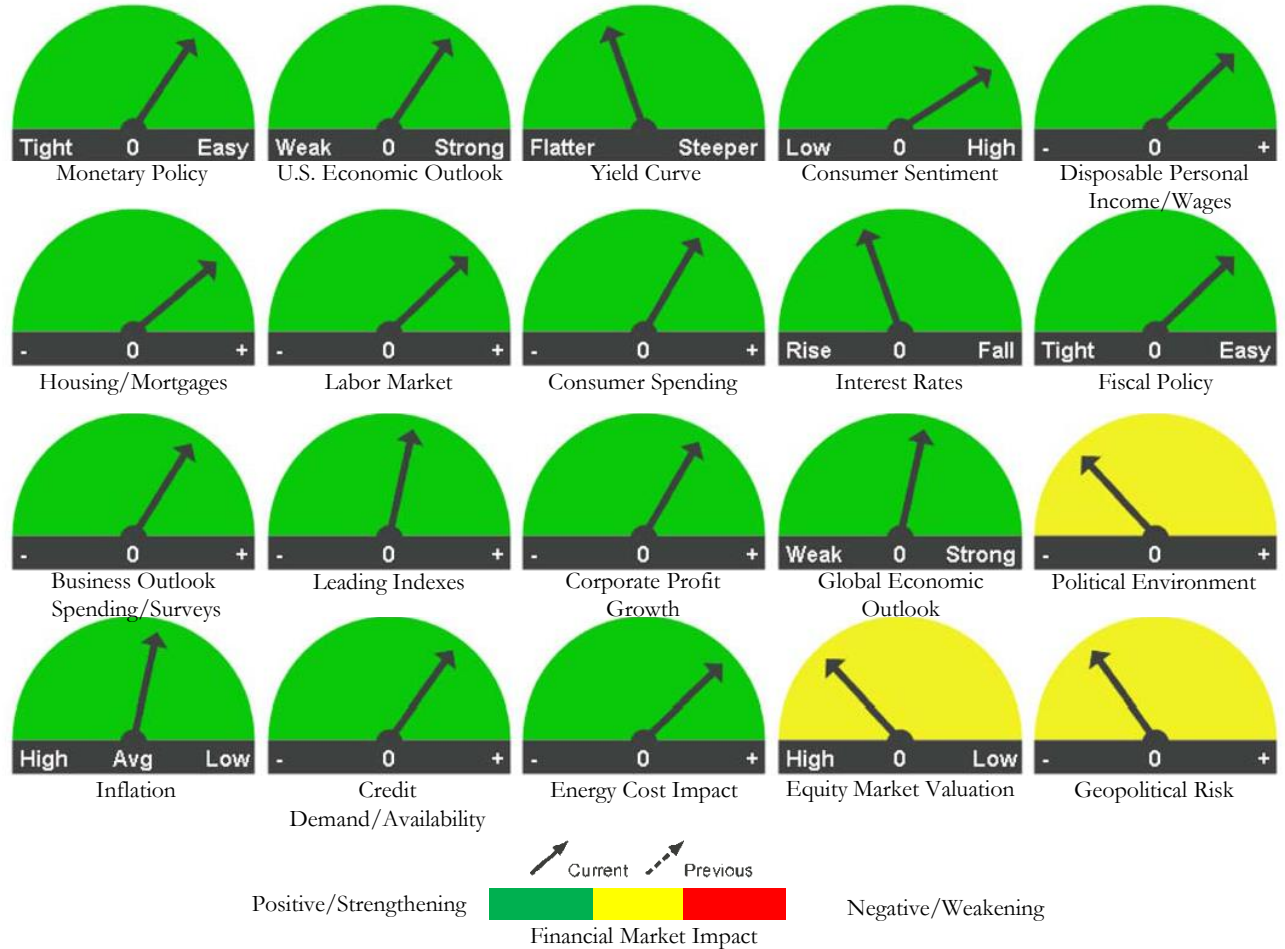 Tight 0 Easy
Monetary Policy
Weak 0 Strong
U.S. Economic Outlook
Flatter Steeper
Yield Curve
Low 0 High
Consumer Sentiment
- 0 +
Disposable Personal
Income/Wages
- 0 +
Housing/Mortgages
- 0 +
Labor Market
- 0 +
Consumer Spending
Rise 0 Fall
Interest Rates
Tight 0 Easy
Fiscal Policy
- 0 +
Business Outlook
Spending/Surveys
- 0 +
Leading Indexes
- 0 +
Corporate Profit
Growth
Weak 0 Strong
Global Economic
Outlook
- 0 +
Political Environment
High Avg Low
Inflation
- 0 +
Credit
Demand/Availability
- 0 +
Energy Cost Impact
High 0 Low
Equity Market Valuation
- 0 +
Geopolitical Risk
Current Previous
Positive/Strengthening Negative/Weakening
Financial Market Impact